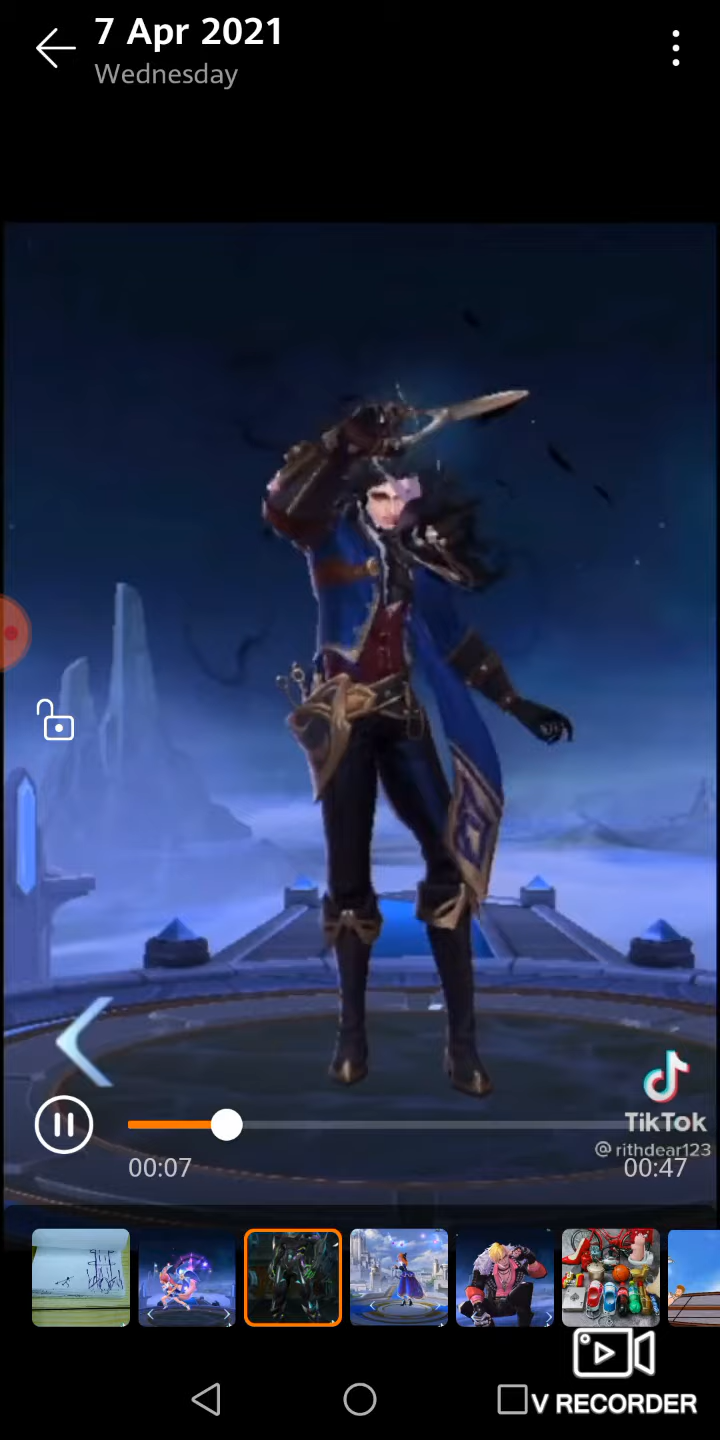 7 Apr 2021
Wednesday
TikTok
@rithdear123
00:07
00:47
V RECORDER